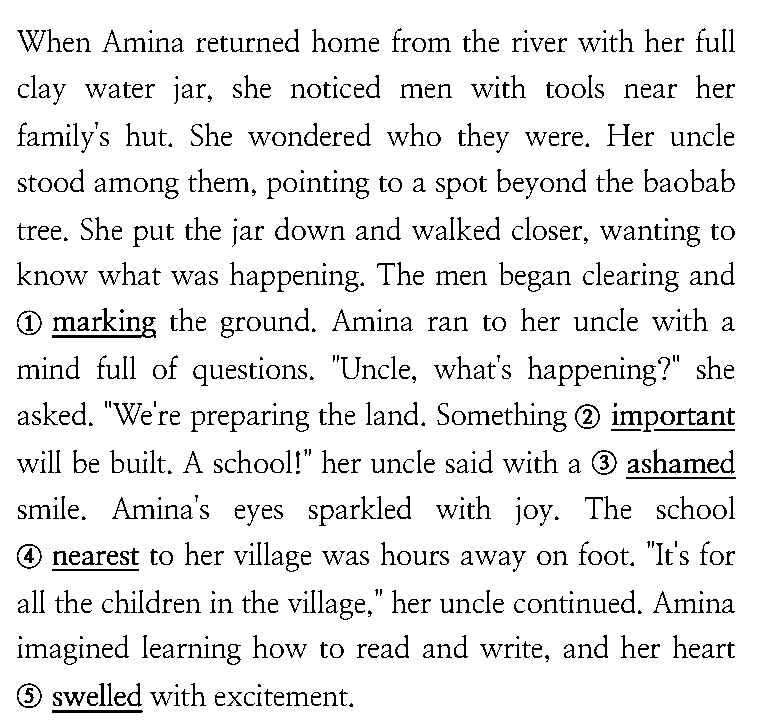 When Amina returned home from the river with her full
clay water jar, she noticed men with tools near her
family's hut. She wondered who they were. Her uncle
stood among them, pointing to a spot beyond the baobab
tree. She put the jar down and walked closer, wanting to
know what was happening. The men began clearing and
① marking the ground. Amina ran to her uncle with a
mind full of questions. "Uncle, what's happening?" she
asked. "We're preparing the land. Something ② important
will be built. A school!" her uncle said with a ③ ashamed
smile. Amina's eyes sparkled with joy. The school
④ nearest to her village was hours away on foot. "It's for
all the children in the village," her uncle continued. Amina
imagined learning how to read and write, and her heart
⑤ swelled with excitement.